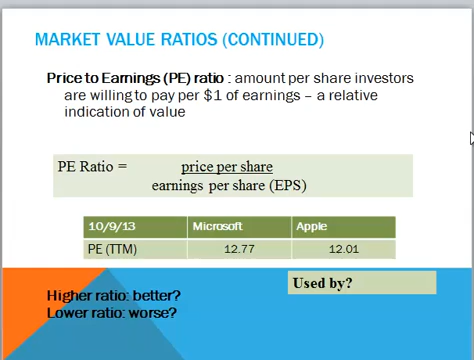 MARKET VALUE RATIOS (CONTINUED)
Price to Earnings (PE) ratio : amount per share investors
are willing to pay per $1 of earnings – a relative
indication of value
PE Ratio = price per share
earnings per share (EPS)
10/9/13 Microsoft Apple
PE (TTM) 12.77 12.01
Used by?
Higher ratio: better?
Lower ratio: worse?